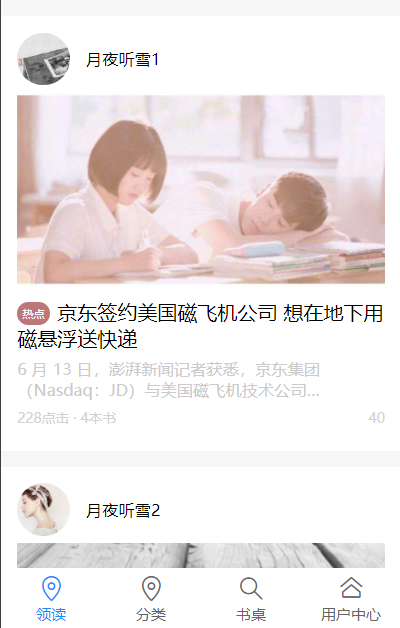 月夜听雪1
热点 京东签约美国磁飞机公司 想在地下用
磁悬浮送快递
6 月 13 日，澎湃新闻记者获悉，京东集团
（Nasdaq：JD）与美国磁飞机技术公司...
228点击 · 4本书 40
月夜听雪2
领读 分类 书桌 用户中心